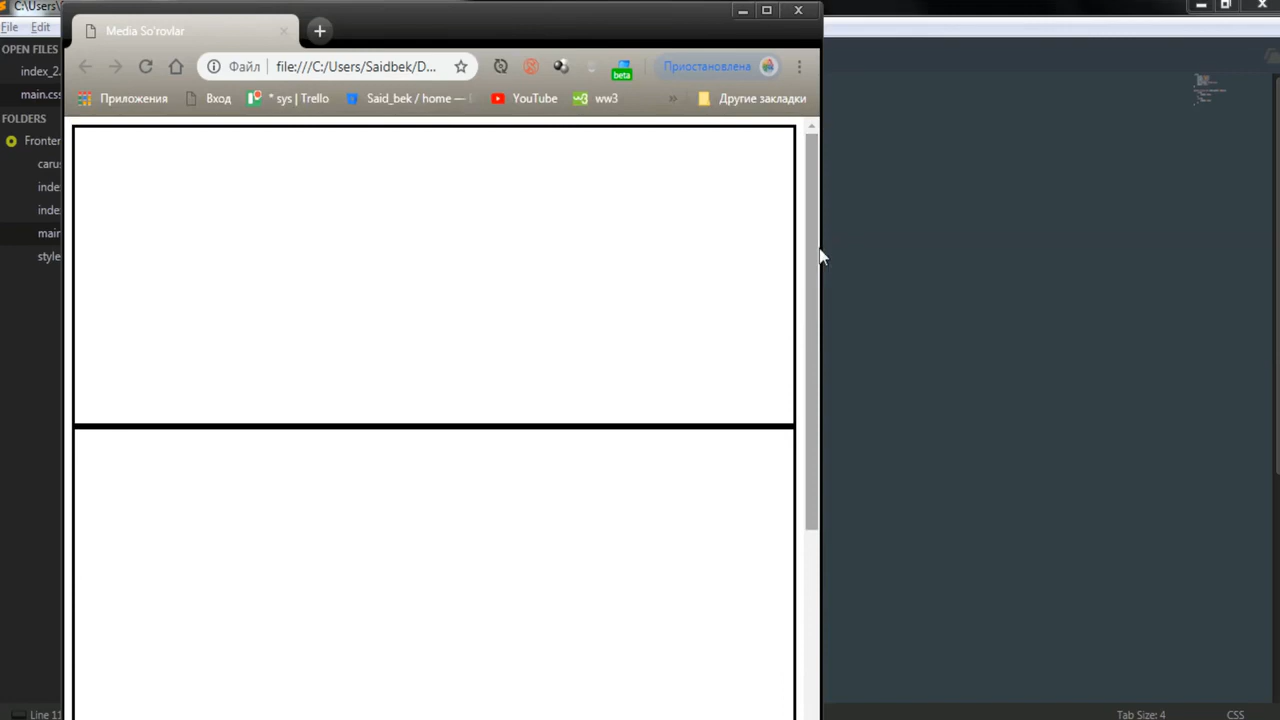 C:\Users\
File Edit
Media So'rovlar
OPEN FILES
index_2.
main.css
FOLDERS
Fronter
carus
inde
inde
main
style
Файл file:///C:/Users/Saidbek/D...
beta
Приостановлена
Приложения Вход * sys | Trello Said_bek / home — YouTube ww3 » Другие закладки
Line 11
Tab Size: 4 CSS